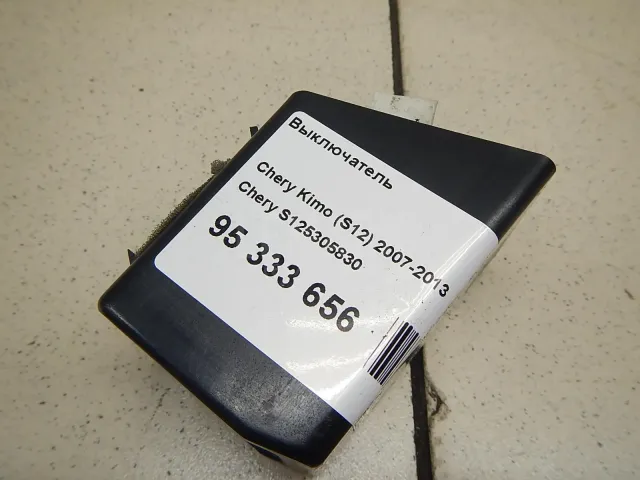 Выключатель
Chery Kimo (S12) 2007-2013
Chery S125305830
95 333 656